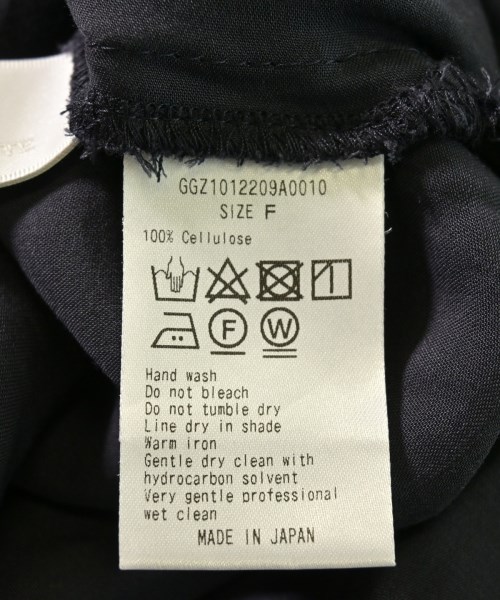 GGZ1012209A0010
SIZE F
100% Cellulose
F W
Hand wash
Do not bleach
Do not tumble dry
Line dry in shade
Warm iron
Gentle dry clean with
hydrocarbon solvent
Very gentle professional
wet clean
MADE IN JAPAN